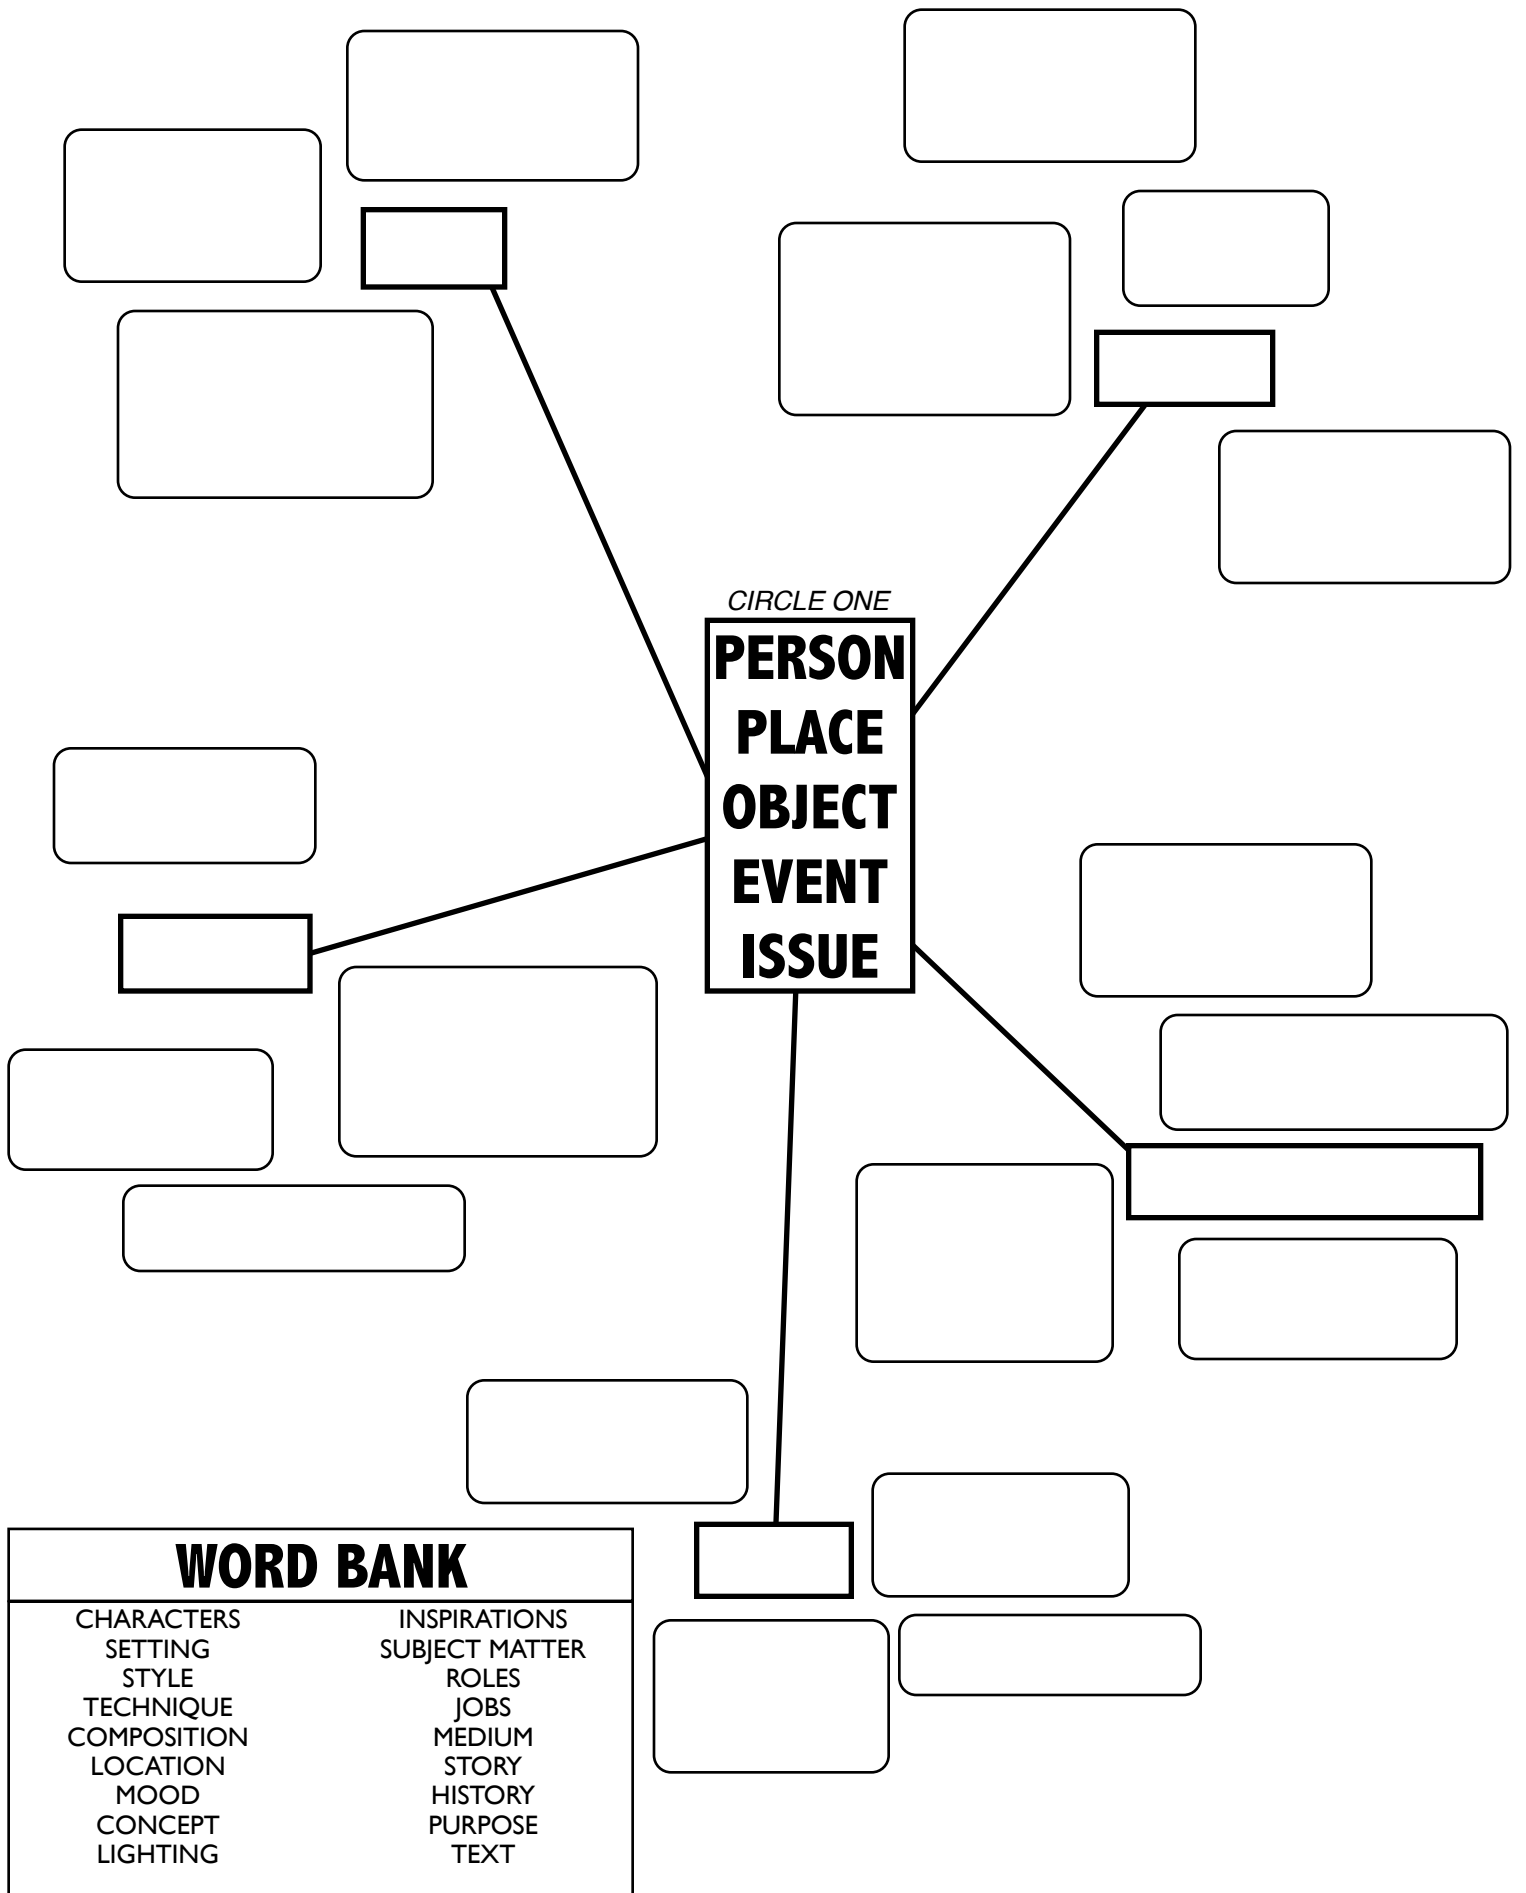 CIRCLE ONE
PERSON
PLACE
OBJECT
EVENT
ISSUE
WORD BANK
CHARACTERS
SETTING
STYLE
TECHNIQUE
COMPOSITION
LOCATION
MOOD
CONCEPT
LIGHTING
INSPIRATIONS
SUBJECT MATTER
ROLES
JOBS
MEDIUM
STORY
HISTORY
PURPOSE
TEXT